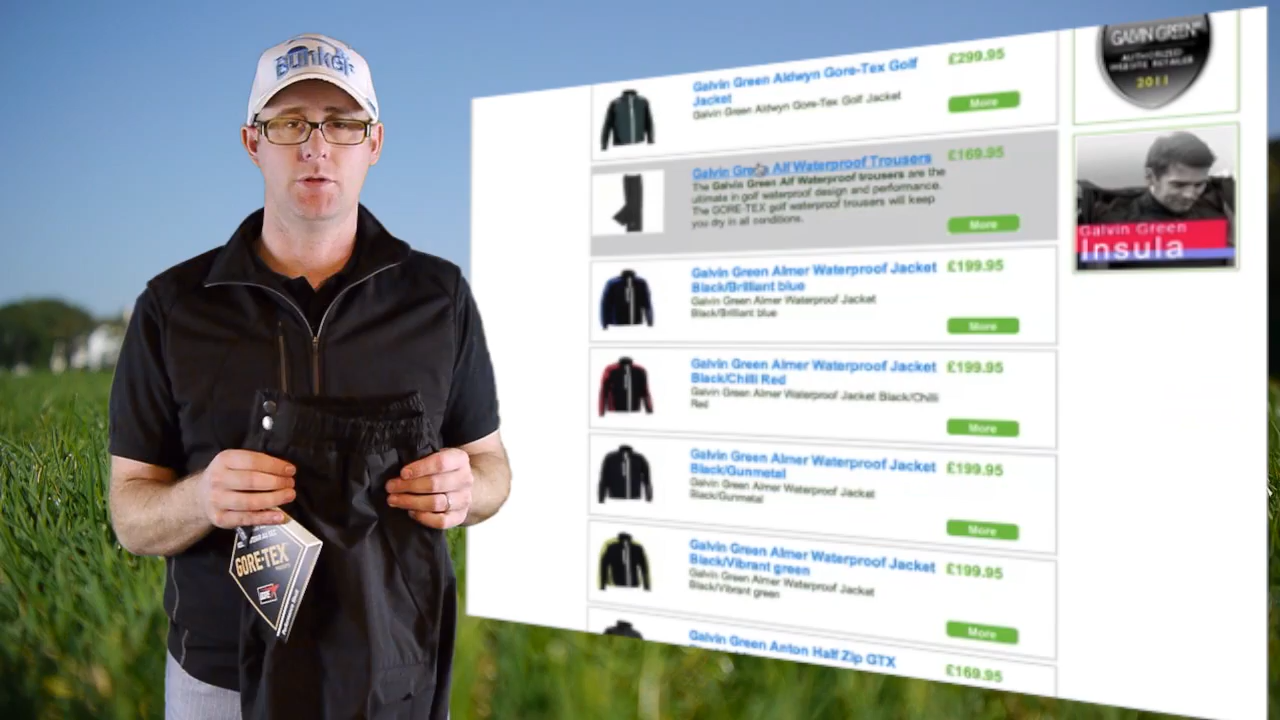 Bunker
GORE-TEX
Galvin Green Aldwyn Gore-Tex Golf
Jacket
Galvin Green Aldwyn Gore-Tex Golf Jacket
£299.95
More
Galvin Green Alf Waterproof Trousers
The Galvin Green Alf Waterproof trousers are the
ultimate in golf waterproof design and performance.
The GORE-TEX golf waterproof trousers will keep
you dry in all conditions.
£169.95
More
Galvin Green Almer Waterproof Jacket
Black/Brilliant blue
Galvin Green Almer Waterproof Jacket
Black/Brilliant blue
£199.95
More
Galvin Green Almer Waterproof Jacket
Black/Chilli Red
Galvin Green Almer Waterproof Jacket Black/Chilli
Red
£199.95
More
Galvin Green Almer Waterproof Jacket
Black/Gunmetal
Galvin Green Almer Waterproof Jacket
Black/Gunmetal
£199.95
More
Galvin Green Almer Waterproof Jacket
Black/Vibrant green
Galvin Green Almer Waterproof Jacket
Black/Vibrant green
£199.95
More
Galvin Green Anton Half Zip GTX
£169.95
GALVIN GREEN
AUTHORIZED
WEBSITE RETAILER
2011
Galvin Green
Insula